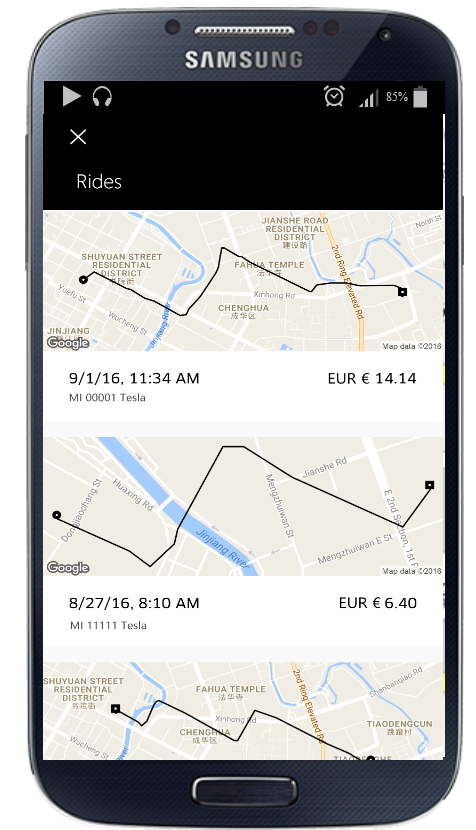 SAMSUNG
85%
Rides
JIANSHE ROAD
RESIDENTIAL
DISTRICT
建设路
North St
SHUYUAN STREET
RESIDENTIAL
DISTRICT
书院街
2nd Ring Elevated Rd
FAHUA TEMPLE
法华寺
Yuefu St
Xinhong Rd
Wucheng St
Jinjiang River
CHENGHUA
成华区
JINJIANG
Google
Map data ©2016
9/1/16, 11:34 AM
EUR € 14.14
MI 00001 Tesla
Jianshe Rd
Huaxing Rd
Dongjiaochang St
Mengzhuiwan St
E 2nd Section, 1st
Jinjiang River
Mengzhuiwan E St
Google
Map data ©2016
8/27/16, 8:10 AM
EUR € 6.40
MI 11111 Tesla
SHUYUAN STREET
RESIDENTIAL
DISTRICT
书院街
FAHUA TEMPLE
法华寺
2nd Ring Elevated Rd
Shanbanqiao Rd
Xinhong Rd
TIAODENGCUN
跳蹬村
CHENGHUA
成华区
Wucheng St